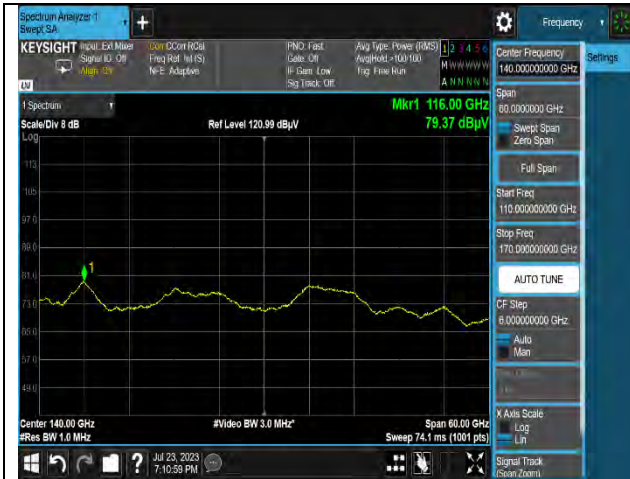 Spectrum Analyzer 1
Swept SA
Frequency
KEYSIGHT
Input: Ext Mixer
Signal ID: Off
Align: Off
Corr CCorr RCal
Freq Ref: Int (S)
NFE: Adaptive
PNO: Fast
Gate: Off
IF Gain: Low
Sig Track: Off
Avg Type: Power (RMS)
Avg|Hold: >100/100
Trig: Free Run
1 2 3 4 5 6
M W W W W W
A N N N N N
Settings
1 Spectrum
Scale/Div 8 dB
Log
Ref Level 120.99 dBµV
Mkr1 116.00 GHz
79.37 dBµV
113
105
97.0
89.0
81.0
73.0
65.0
57.0
49.0
1
Center 140.00 GHz
#Res BW 1.0 MHz
#Video BW 3.0 MHz*
Span 60.00 GHz
Sweep 74.1 ms (1001 pts)
Center Frequency
140.000000000 GHz
Span
60.0000000 GHz
Swept Span
Zero Span
Full Span
Start Freq
110.000000000 GHz
Stop Freq
170.000000000 GHz
AUTO TUNE
CF Step
6.000000000 GHz
Auto
Man
X Axis Scale
Log
Lin
Signal Track
(Span Zoom)
?
Jul 23, 2023
7:10:59 PM